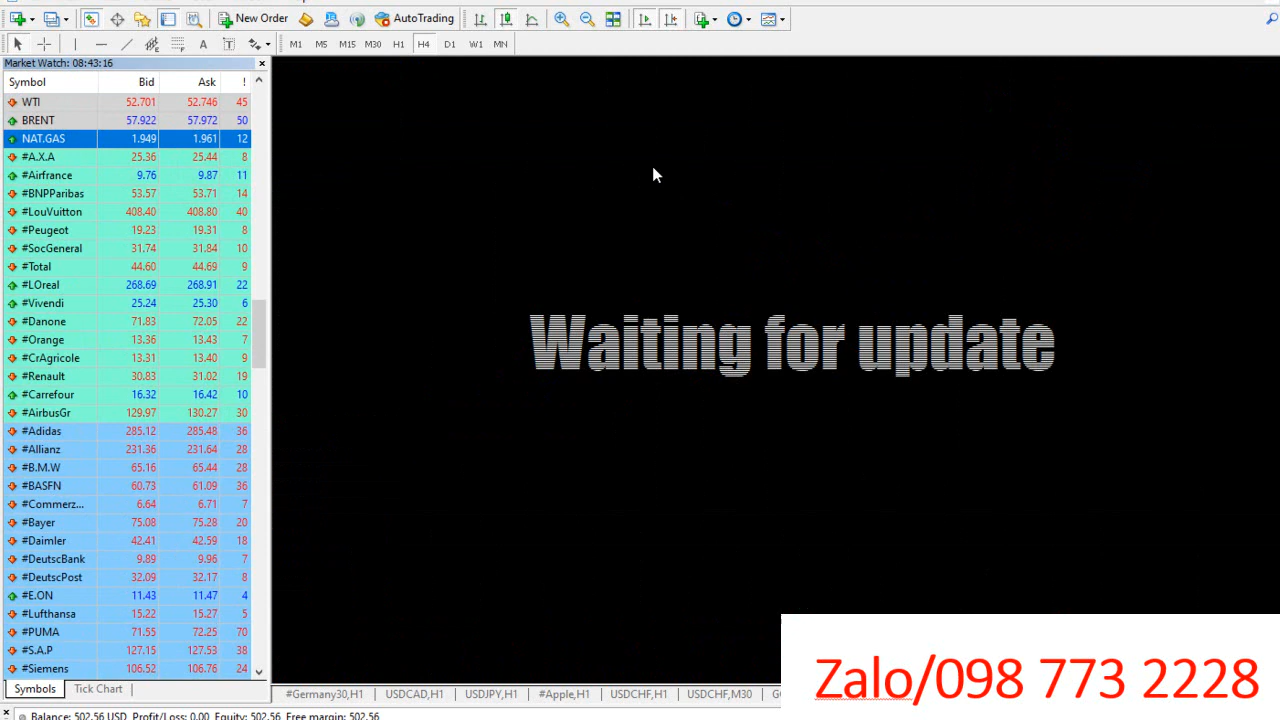 New Order
AutoTrading
M1 M5 M15 M30 H1 H4 D1 W1 MN
Market Watch: 08:43:16
Symbol Bid Ask !
WTI 52.701 52.746 45
BRENT 57.922 57.972 50
NAT.GAS 1.949 1.961 12
#A.X.A 25.36 25.44 8
#Airfrance 9.76 9.87 11
#BNPParibas 53.57 53.71 14
#LouVuitton 408.40 408.80 40
#Peugeot 19.23 19.31 8
#SocGeneral 31.74 31.84 10
#Total 44.60 44.69 9
#LOreal 268.69 268.91 22
#Vivendi 25.24 25.30 6
#Danone 71.83 72.05 22
#Orange 13.36 13.43 7
#CrAgricole 13.31 13.40 9
#Renault 30.83 31.02 19
#Carrefour 16.32 16.42 10
#AirbusGr 129.97 130.27 30
#Adidas 285.12 285.48 36
#Allianz 231.36 231.64 28
#B.M.W 65.16 65.44 28
#BASFN 60.73 61.09 36
#Commerz... 6.64 6.71 7
#Bayer 75.08 75.28 20
#Daimler 42.41 42.59 18
#DeutscBank 9.89 9.96 7
#DeutscPost 32.09 32.17 8
#E.ON 11.43 11.47 4
#Lufthansa 15.22 15.27 5
#PUMA 71.55 72.25 70
#S.A.P 127.15 127.53 38
#Siemens 106.52 106.76 24
Symbols Tick Chart
Waiting for update
#Germany30,H1 USDCAD,H1 USDJPY,H1 #Apple,H1 USDCHF,H1 USDCHF,M30
Zalo/098 773 2228
Balance: 502.56 USD Profit/Loss: 0.00 Equity: 502.56 Free margin: 502.56